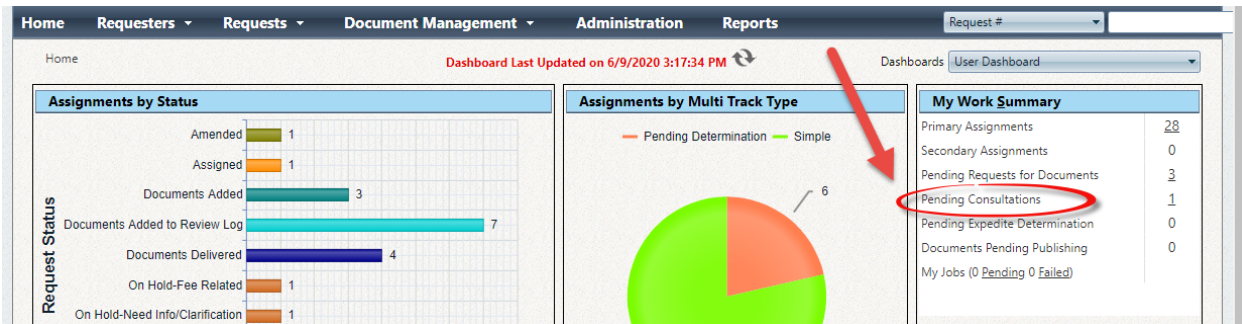 Home Requesters Requests Document Management Administration Reports Request #
Home Dashboard Last Updated on 6/9/2020 3:17:34 PM Dashboards User Dashboard
Assignments by Status
Request Status
Amended 1
Assigned 1
Documents Added 3
Documents Added to Review Log 7
Documents Delivered 4
On Hold-Fee Related 1
On Hold-Need Info/Clarification 1
Assignments by Multi Track Type
Pending Determination Simple
6
My Work Summary
Primary Assignments 28
Secondary Assignments 0
Pending Requests for Documents 3
Pending Consultations 1
Pending Expedite Determination 0
Documents Pending Publishing 0
My Jobs (0 Pending 0 Failed)